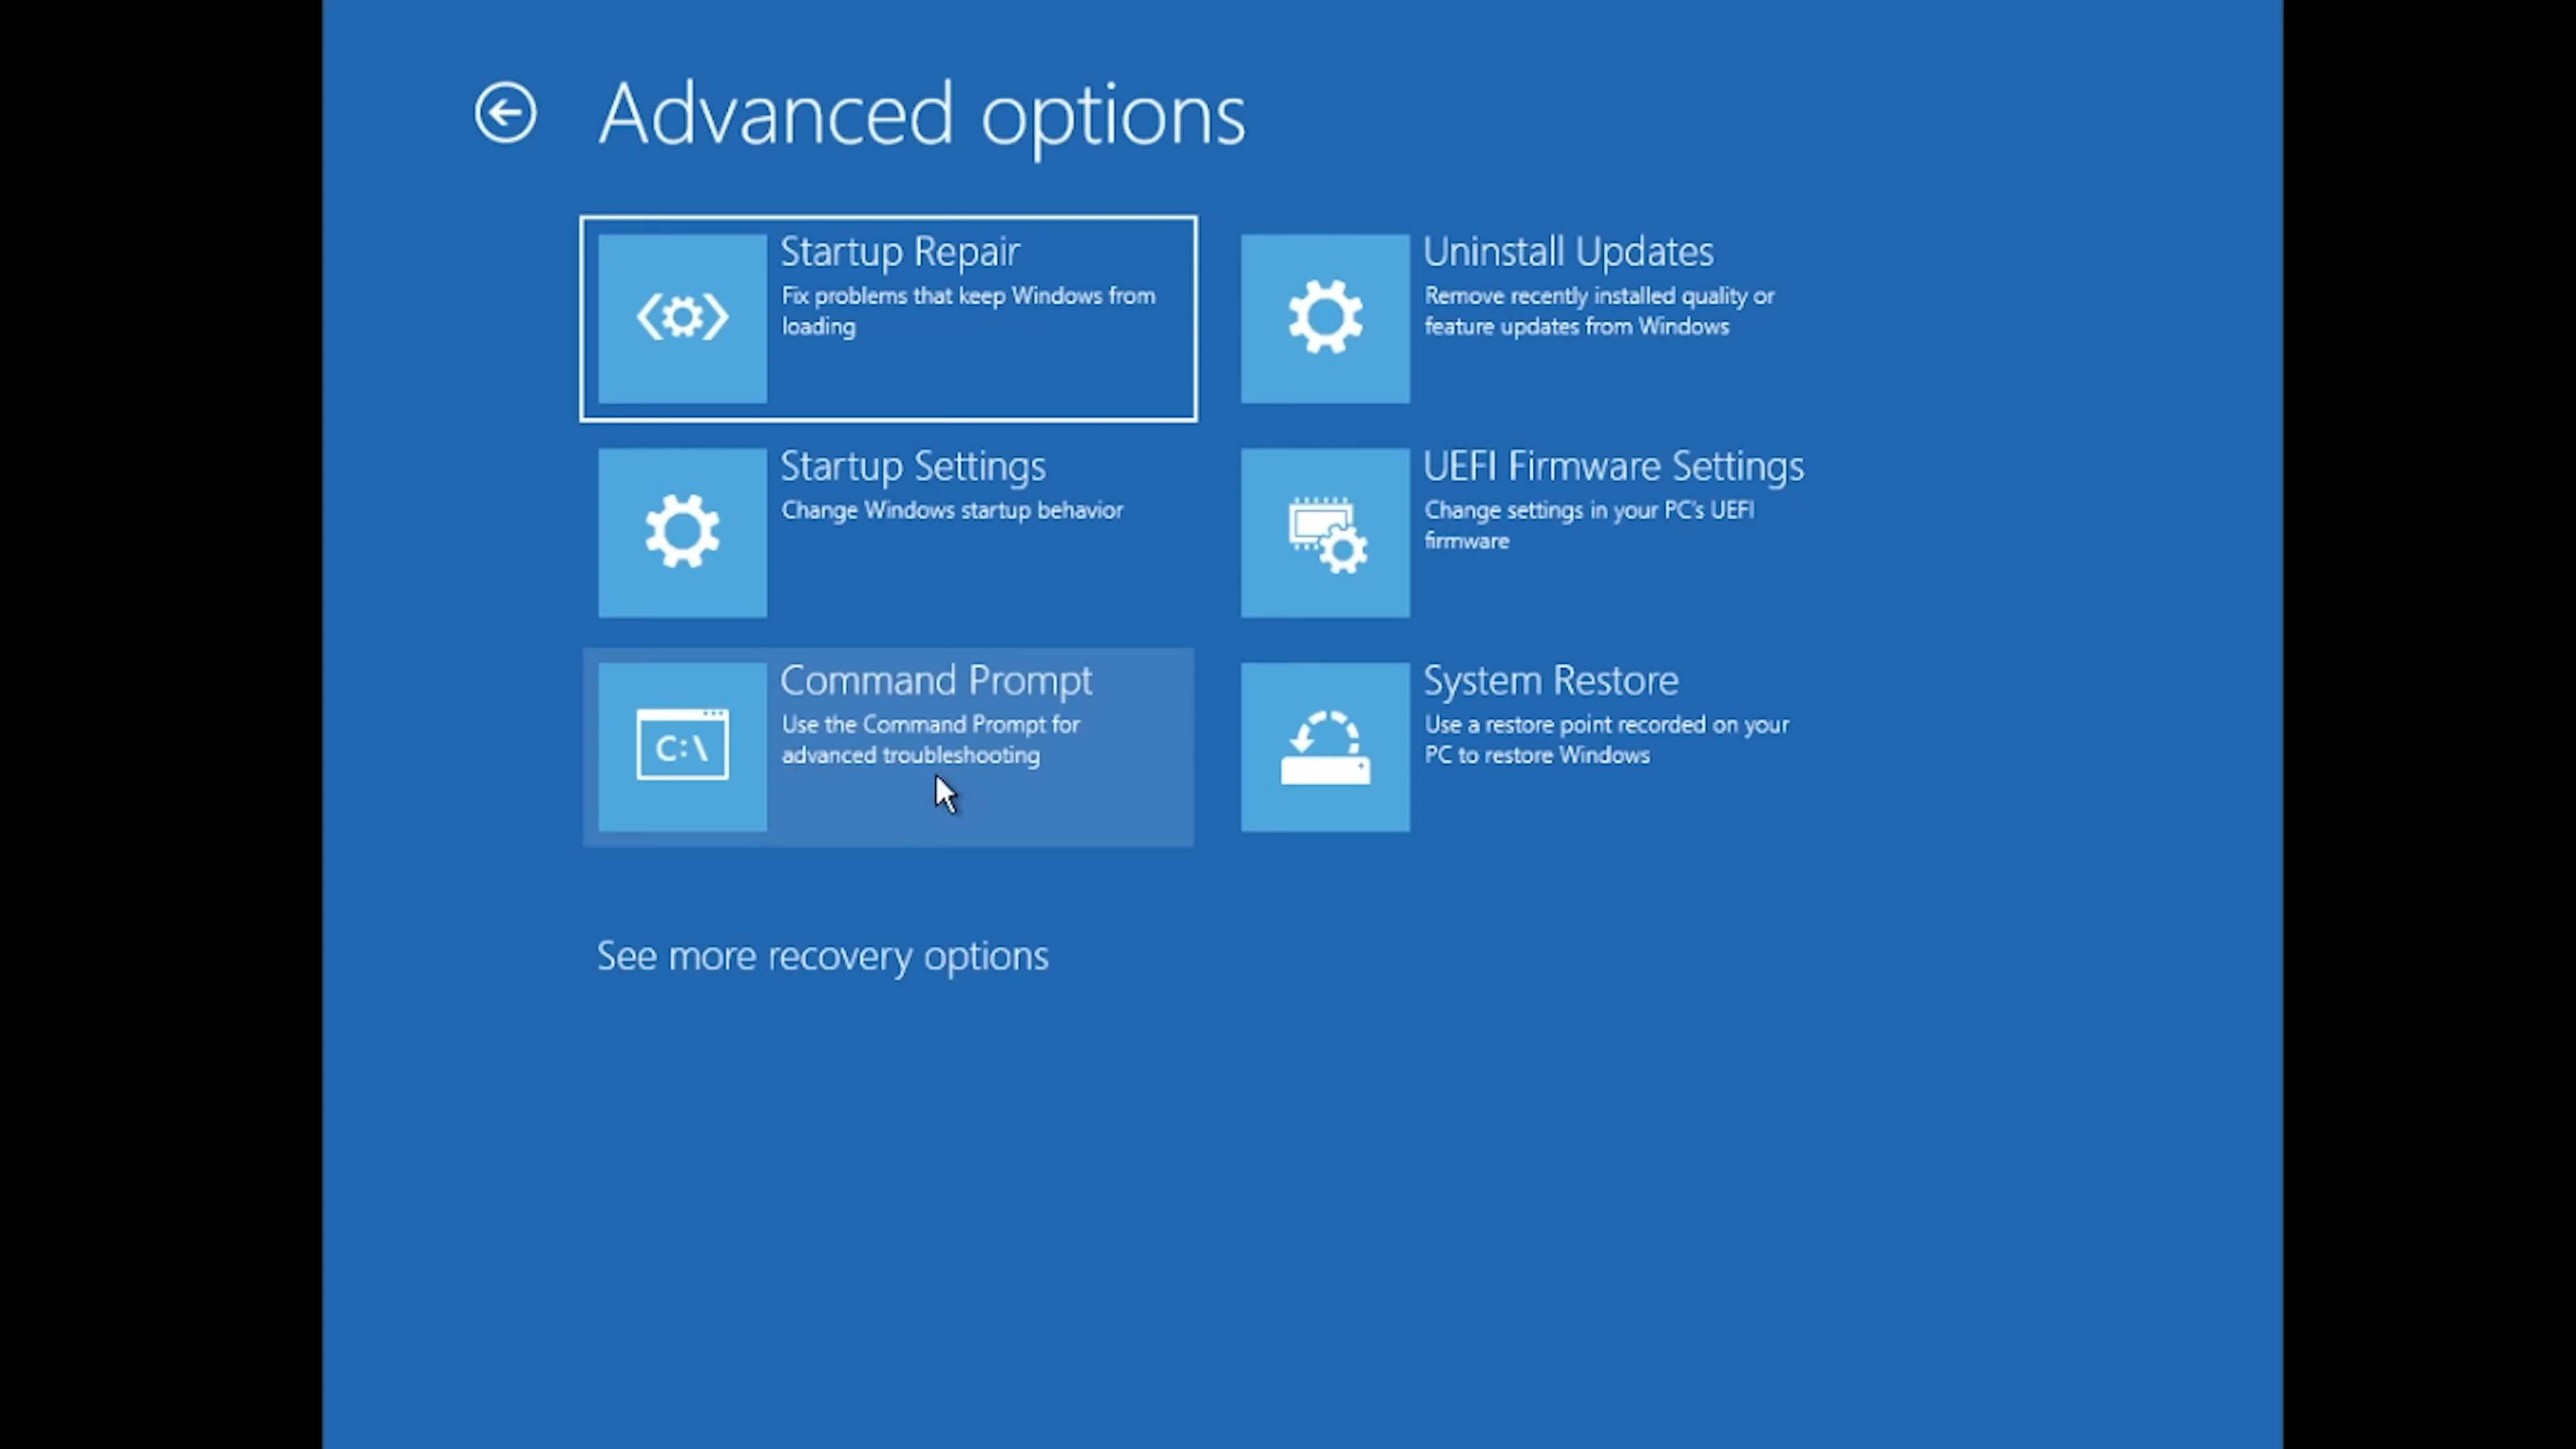 Advanced options
Startup Repair
Fix problems that keep Windows from
loading
Uninstall Updates
Remove recently installed quality or
feature updates from Windows
Startup Settings
Change Windows startup behavior
UEFI Firmware Settings
Change settings in your PC's UEFI
firmware
Command Prompt
Use the Command Prompt for
advanced troubleshooting
C:\
System Restore
Use a restore point recorded on your
PC to restore Windows
See more recovery options